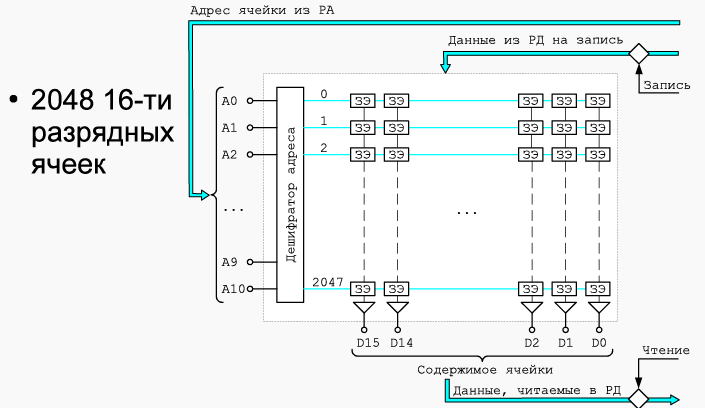 Адрес ячейки из РА
Данные из РД на запись
Запись
• 2048 16-ти
разрядных
ячеек
A0
A1
A2
...
A9
A10
Дешифратор адреса
0 ЗЭ ЗЭ ЗЭ ЗЭ ЗЭ
1 ЗЭ ЗЭ ЗЭ ЗЭ ЗЭ
2 ЗЭ ЗЭ ЗЭ ЗЭ ЗЭ
...
2047 ЗЭ ЗЭ ЗЭ ЗЭ ЗЭ
D15 D14 D2 D1 D0
Содержимое ячейки
Чтение
Данные, читаемые в РД